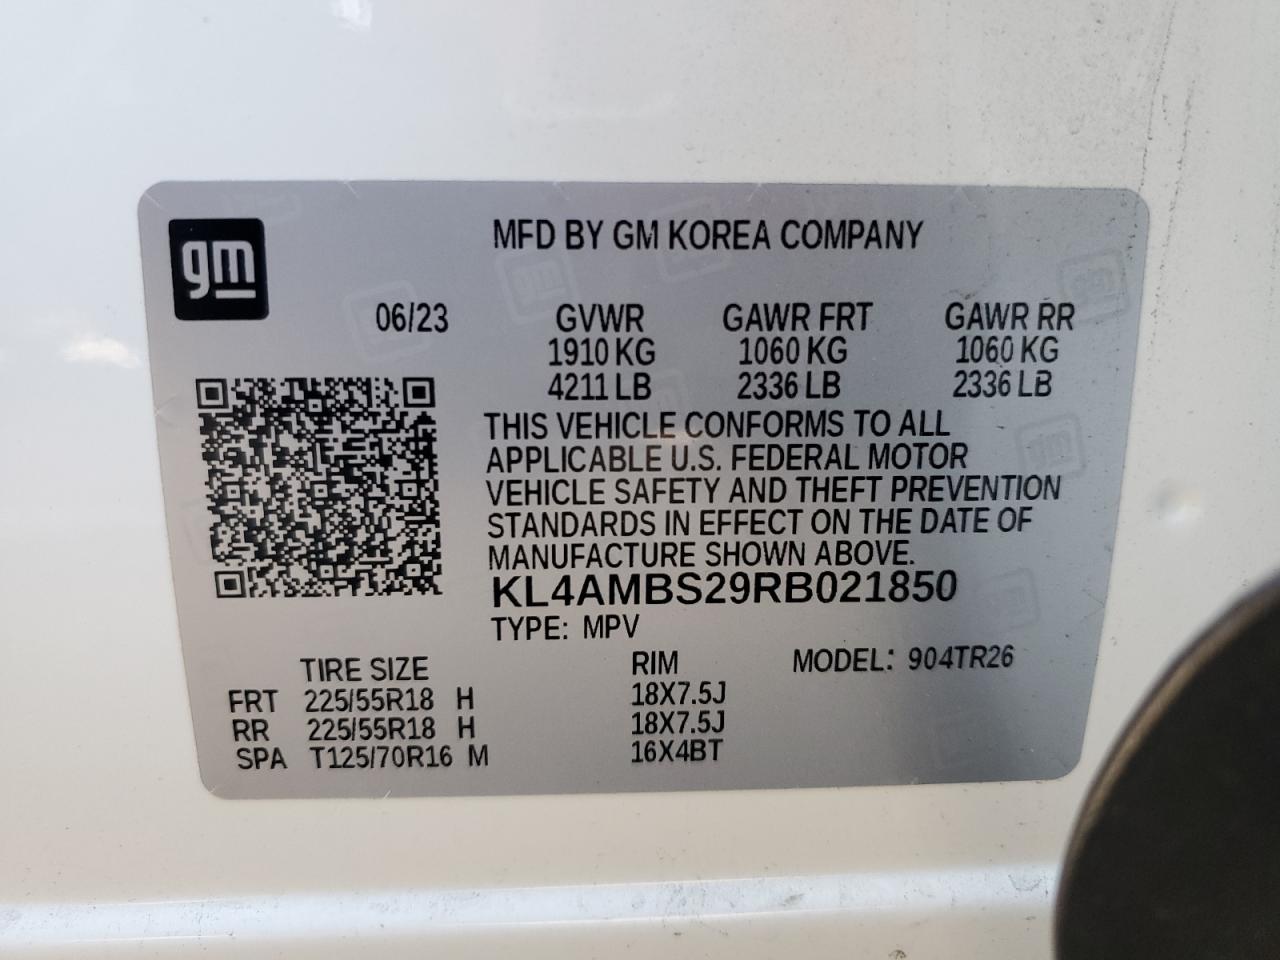 gm
MFD BY GM KOREA COMPANY
06/23 GVWR GAWR FRT GAWR RR
1910 KG 1060 KG 1060 KG
4211 LB 2336 LB 2336 LB
THIS VEHICLE CONFORMS TO ALL
APPLICABLE U.S. FEDERAL MOTOR
VEHICLE SAFETY AND THEFT PREVENTION
STANDARDS IN EFFECT ON THE DATE OF
MANUFACTURE SHOWN ABOVE.
KL4AMBS29RB021850
TYPE: MPV
TIRE SIZE RIM MODEL: 904TR26
FRT 225/55R18 H 18X7.5J
RR 225/55R18 H 18X7.5J
SPA T125/70R16 M 16X4BT